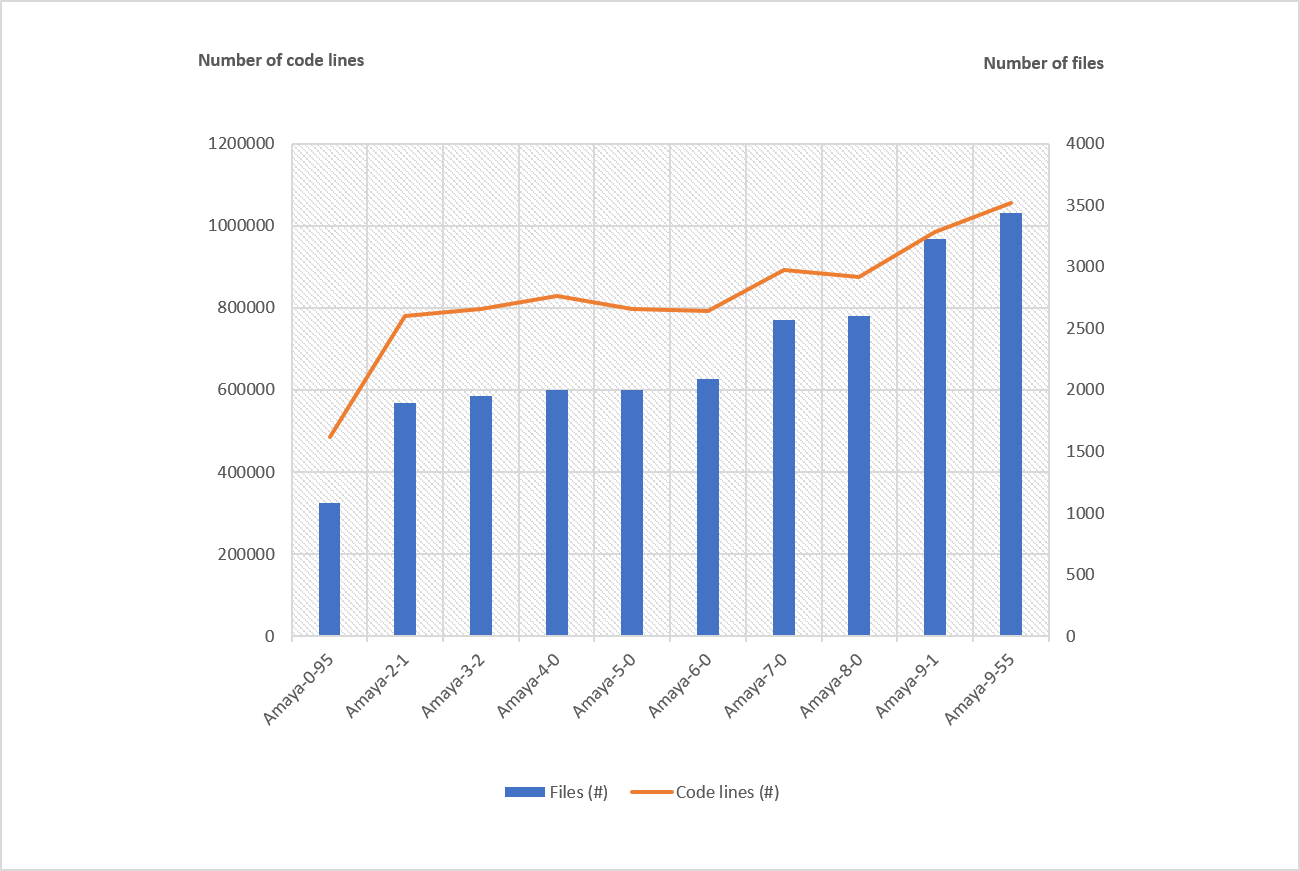 Number of code lines
Number of files
1200000
1000000
800000
600000
400000
200000
0
4000
3500
3000
2500
2000
1500
1000
500
0
Amaya-0-95
Amaya-2-1
Amaya-3-2
Amaya-4-0
Amaya-5-0
Amaya-6-0
Amaya-7-0
Amaya-8-0
Amaya-9-1
Amaya-9-55
Files (#)
Code lines (#)